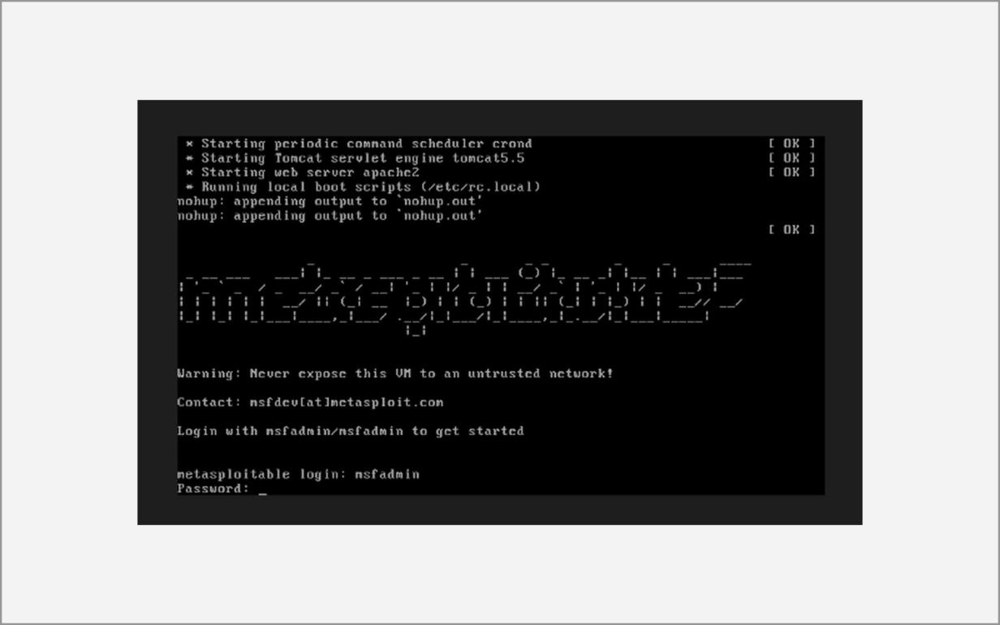 * Starting periodic command scheduler crond [ OK ]
* Starting Tomcat servlet engine tomcat5.5 [ OK ]
* Starting web server apache2 [ OK ]
* Running local boot scripts (/etc/rc.local)
nohup: appending output to `nohup.out'
nohup: appending output to `nohup.out'
[ OK ]
metasploitable2
Warning: Never expose this VM to an untrusted network!
Contact: msfdev[at]metasploit.com
Login with msfadmin/msfadmin to get started
metasploitable login: msfadmin
Password: _